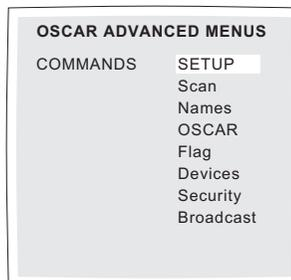 OSCAR ADVANCED MENUS
COMMANDS SETUP
Scan
Names
OSCAR
Flag
Devices
Security
Broadcast